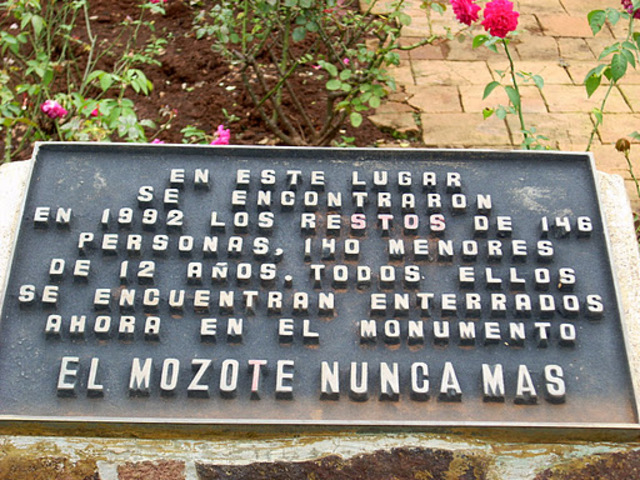 EN ESTE LUGAR
SE ENCONTRARON
EN 1992 LOS RESTOS DE 146
PERSONAS, 140 MENORES
DE 12 AÑOS. TODOS ELLOS
SE ENCUENTRAN ENTERRADOS
AHORA EN EL MONUMENTO
EL MOZOTE NUNCA MAS